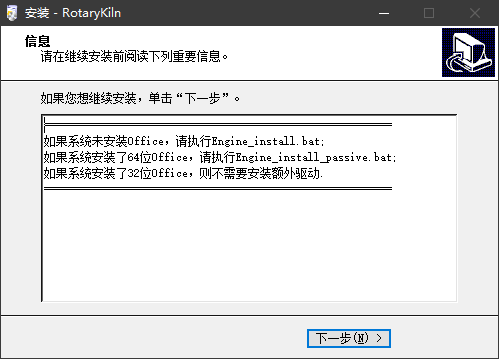 安装 - RotaryKiln
信息
请在继续安装前阅读下列重要信息。
如果您想继续安装，单击“下一步”。
如果系统未安装Office，请执行Engine_install.bat;
如果系统安装了64位Office，请执行Engine_install_passive.bat;
如果系统安装了32位Office，则不需要安装额外驱动.
下一步(N) >